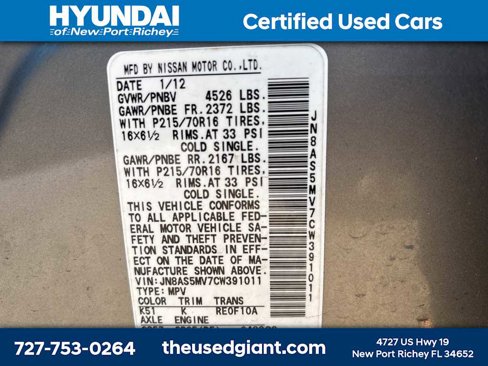 HYUNDAI
of New Port Richey
Certified Used Cars
MFD BY NISSAN MOTOR CO.,LTD.
DATE 1/12
GVWR/PNBV 4526 LBS.
GAWR/PNBE FR. 2372 LBS.
WITH P215/70R16 TIRES,
16X6½ RIMS.AT 33 PSI
COLD SINGLE.
GAWR/PNBE RR. 2167 LBS.
WITH P215/70R16 TIRES,
16X6½ RIMS.AT 33 PSI
COLD SINGLE.
THIS VEHICLE CONFORMS
TO ALL APPLICABLE FED-
ERAL MOTOR VEHICLE SA-
FETY AND THEFT PREVEN-
TION STANDARDS IN EFF-
ECT ON THE DATE OF MA-
NUFACTURE SHOWN ABOVE.
VIN:JN8AS5MV7CW391011
TYPE:MPV
COLOR TRIM TRANS
K51 K RE0F10A
AXLE ENGINE
JN8AS5MV7CW391011
727-753-0264
theusedgiant.com
4727 US Hwy 19
New Port Richey FL 34652